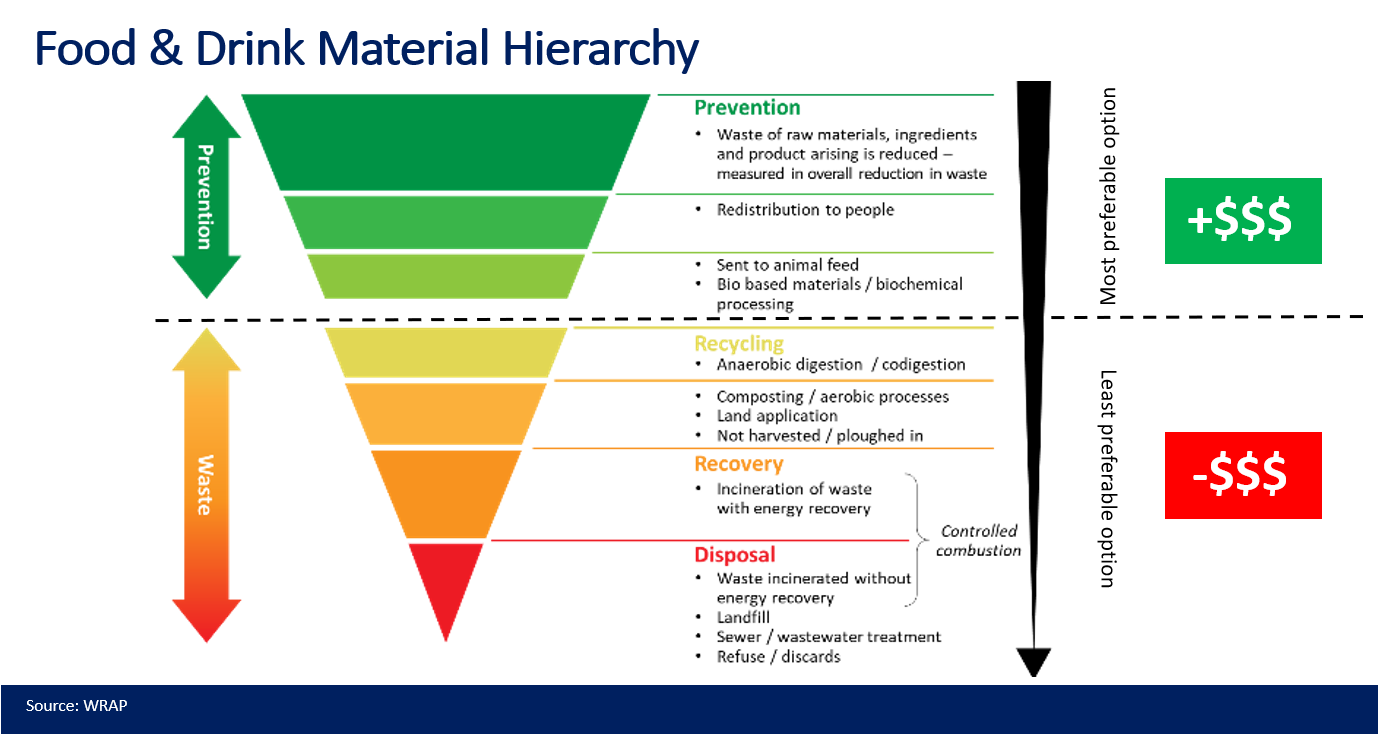 Food & Drink Material Hierarchy
Prevention
Prevention
• Waste of raw materials, ingredients
and product arising is reduced –
measured in overall reduction in waste
• Redistribution to people
• Sent to animal feed
• Bio based materials / biochemical
processing
Most preferable option
+$$$
Waste
Recycling
• Anaerobic digestion / codigestion
• Composting / aerobic processes
• Land application
• Not harvested / ploughed in
Recovery
• Incineration of waste
with energy recovery
Controlled
combustion
Disposal
• Waste incinerated without
energy recovery
• Landfill
• Sewer / wastewater treatment
• Refuse / discards
Least preferable option
-$$$
Source: WRAP